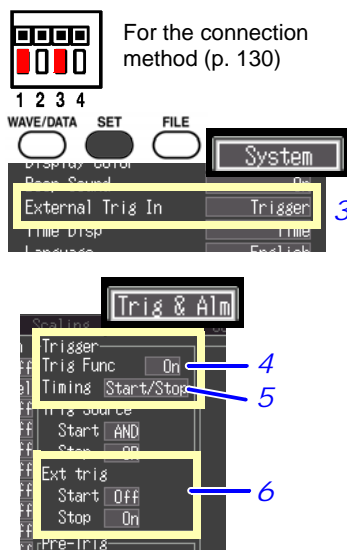 For the connection
method (p. 130)
1 2 3 4
WAVE/DATA SET FILE
System
Display Color
Beep Sound On
External Trig In Trigger
3
Time Disp Time
Language English
Trig & Alm
Scaling
Trigger
Trig Func On
4
Timing Start/Stop
5
Trig Source
Start AND
Stop OR
Ext trig
Start Off
6
Stop On
Pre-Trig